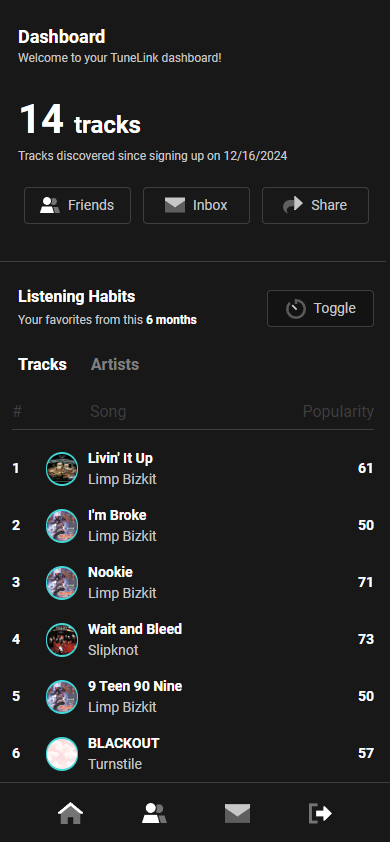 Dashboard
Welcome to your TuneLink dashboard!
14 tracks
Tracks discovered since signing up on 12/16/2024
Friends Inbox Share
Listening Habits
Your favorites from this 6 months
Toggle
Tracks Artists
# Song Popularity
1 Livin' It Up 61
Limp Bizkit
2 I'm Broke 50
Limp Bizkit
3 Nookie 71
Limp Bizkit
4 Wait and Bleed 73
Slipknot
5 9 Teen 90 Nine 50
Limp Bizkit
6 BLACKOUT 57
Turnstile